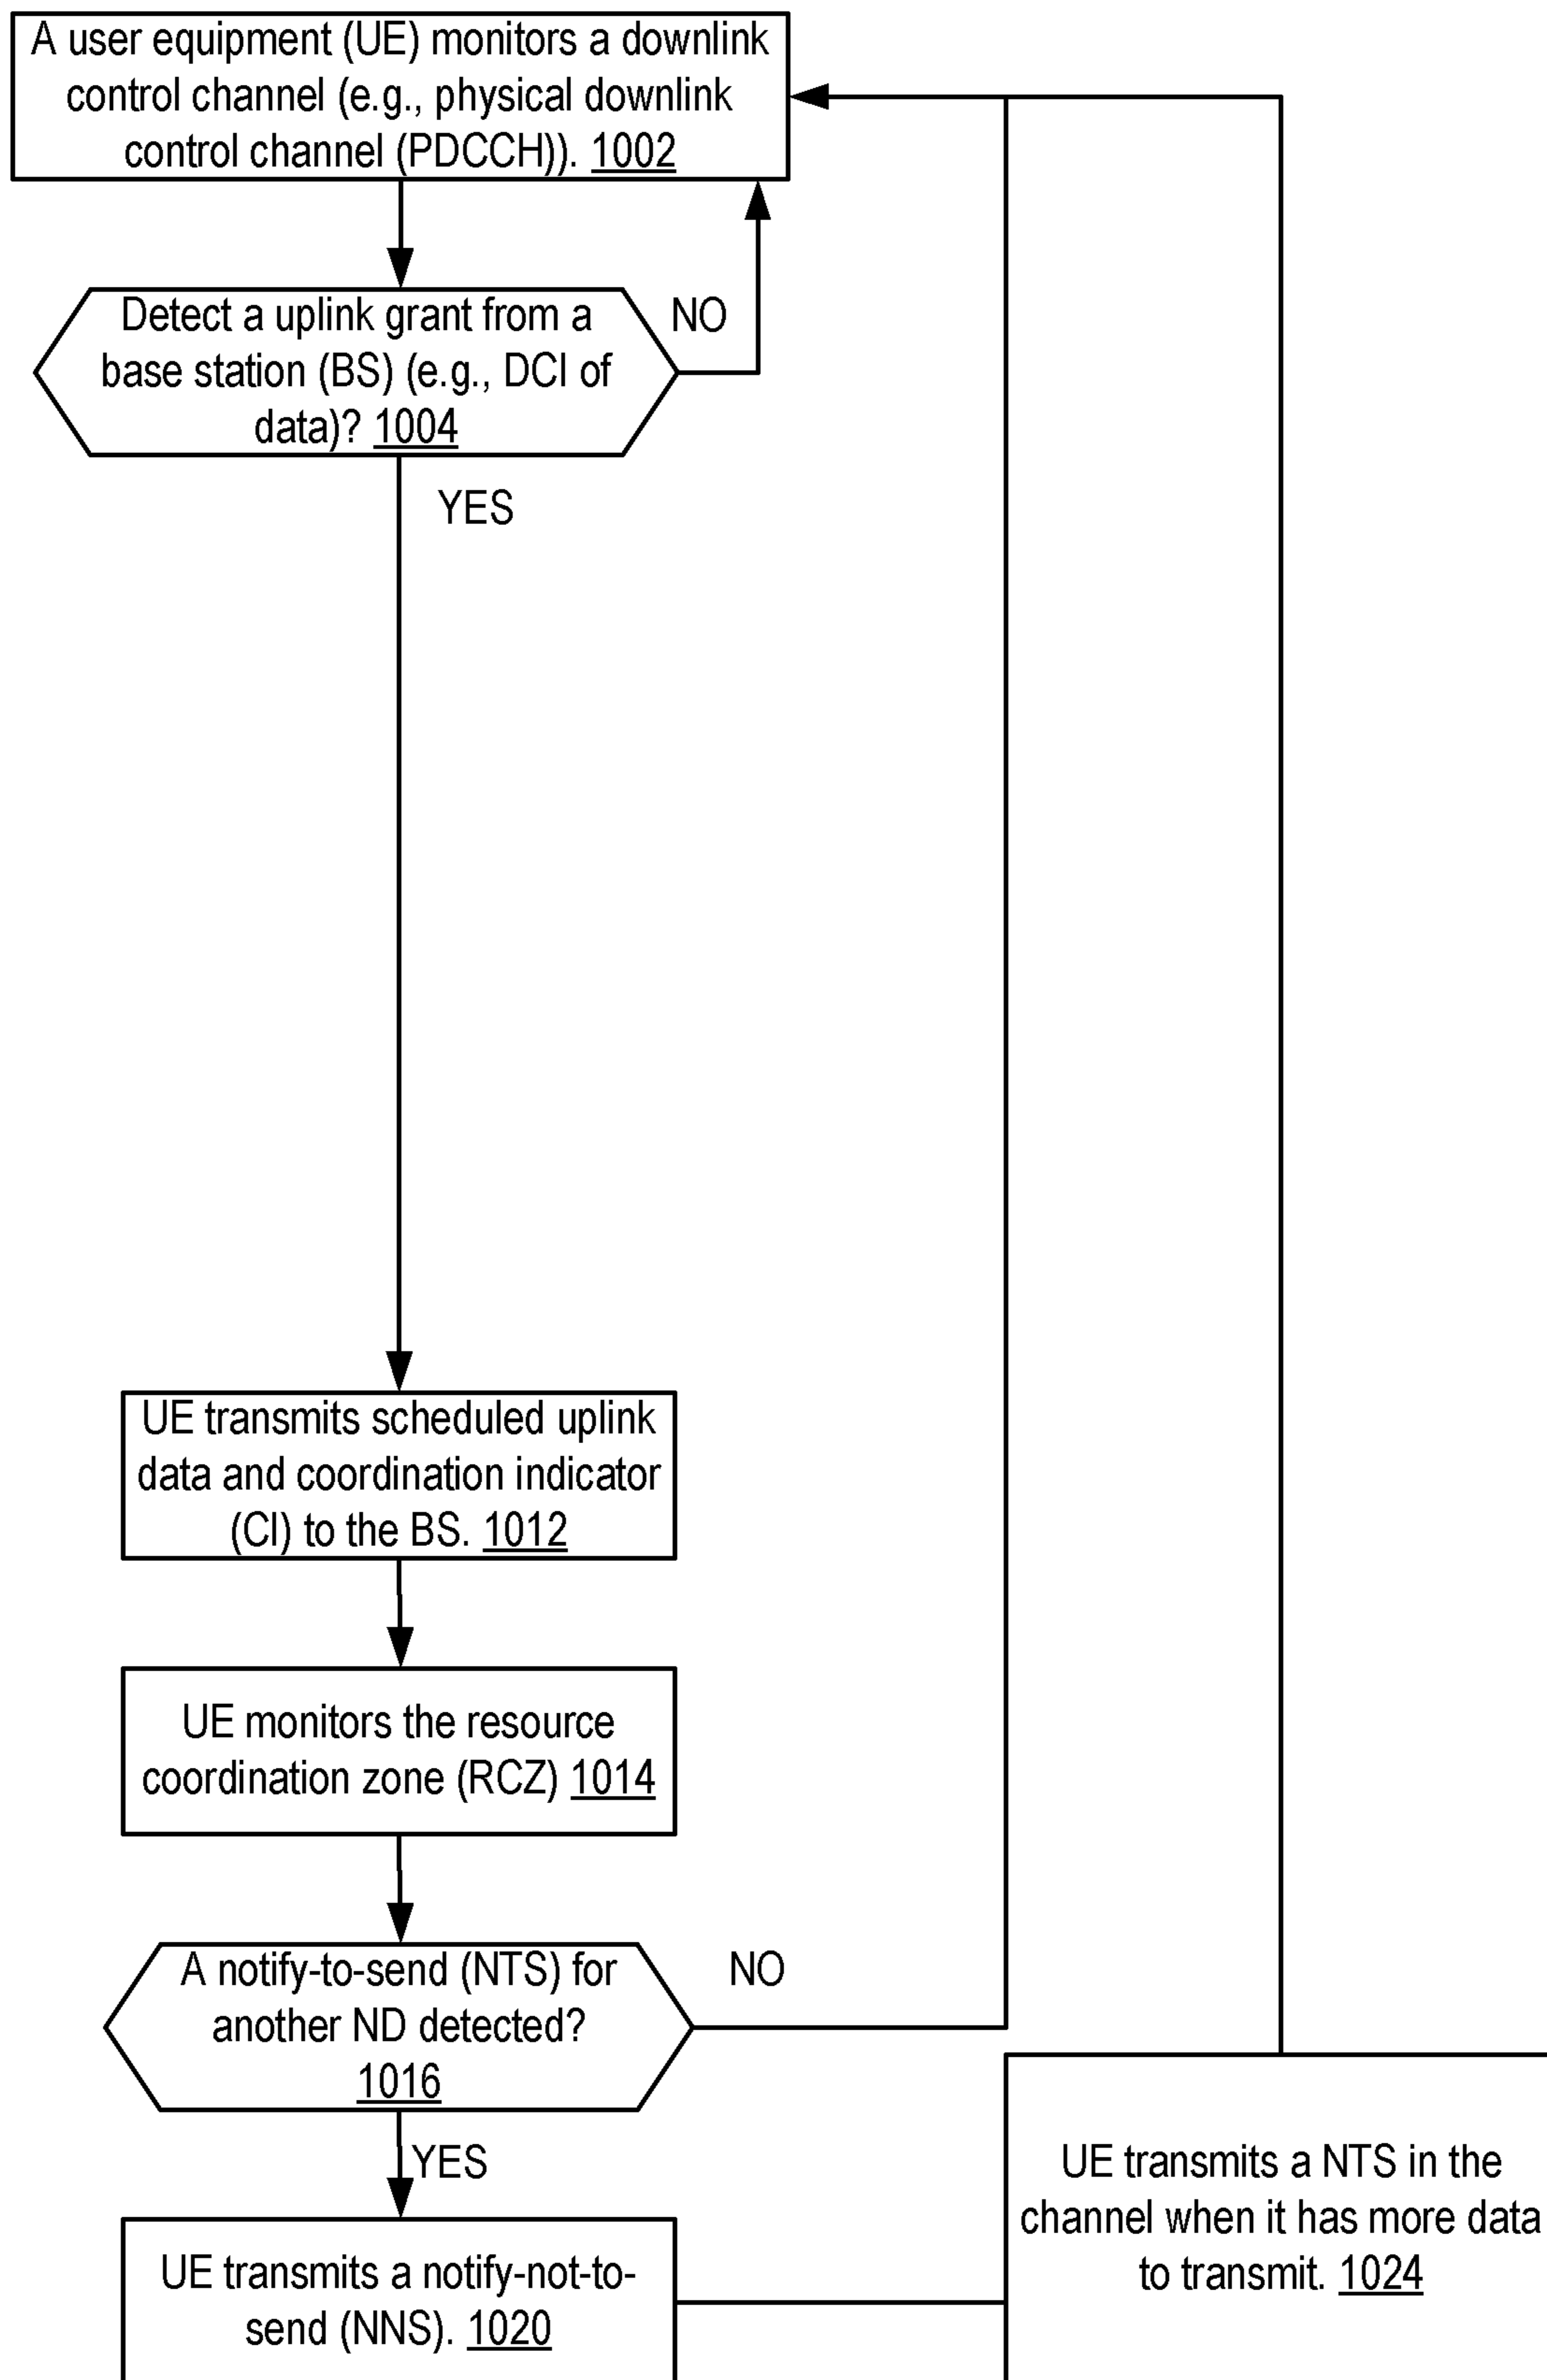 A user equipment (UE) monitors a downlink
control channel (e.g., physical downlink
control channel (PDCCH)). 1002
Detect a uplink grant from a
base station (BS) (e.g., DCI of
data)? 1004
NO
YES
UE transmits scheduled uplink
data and coordination indicator
(CI) to the BS. 1012
UE monitors the resource
coordination zone (RCZ) 1014
A notify-to-send (NTS) for
another ND detected?
1016
NO
YES
UE transmits a notify-not-to-
send (NNS). 1020
UE transmits a NTS in the
channel when it has more data
to transmit. 1024